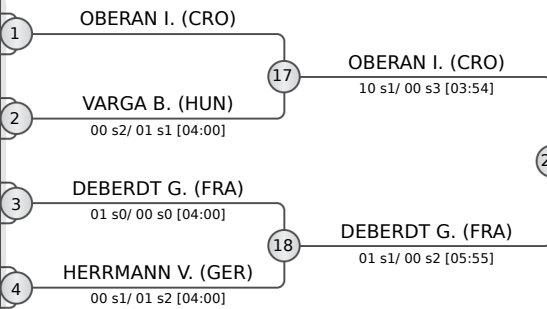 OBERAN I. (CRO)
1
17
OBERAN I. (CRO)
10 s1/ 00 s3 [03:54]
VARGA B. (HUN)
2
00 s2/ 01 s1 [04:00]
2
DEBERDT G. (FRA)
3
01 s0/ 00 s0 [04:00]
18
DEBERDT G. (FRA)
01 s1/ 00 s2 [05:55]
HERRMANN V. (GER)
4
00 s1/ 01 s2 [04:00]